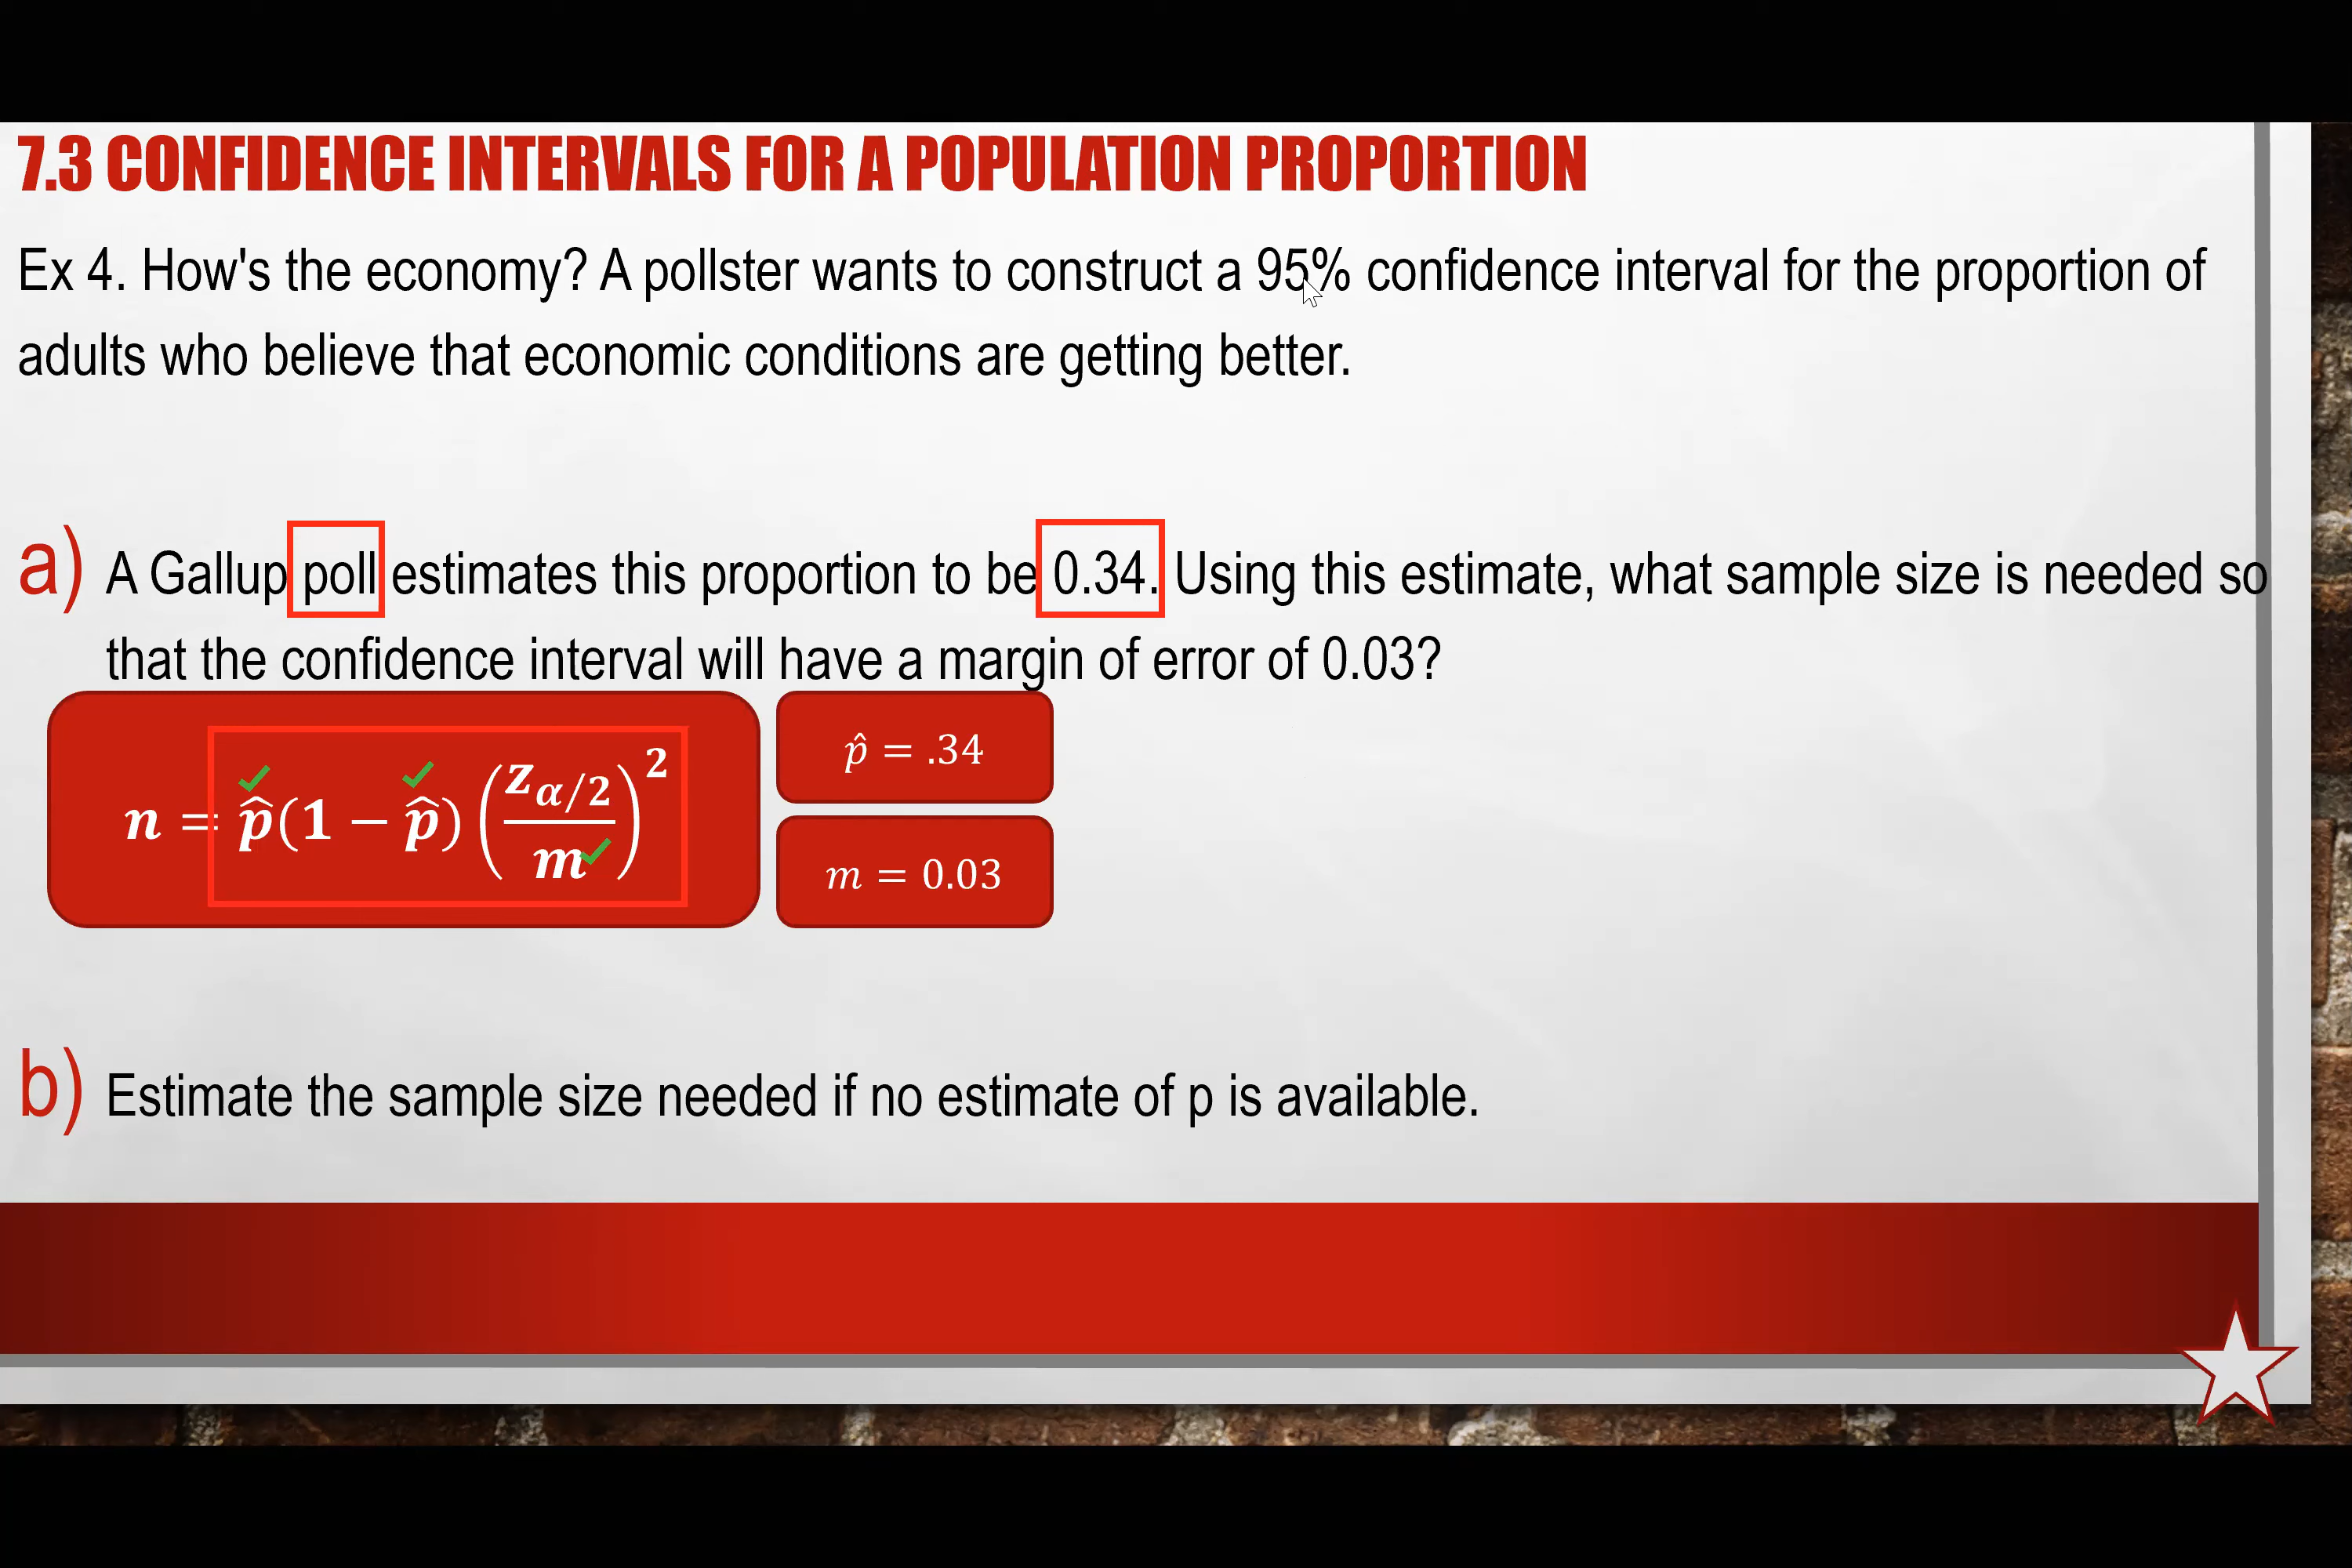 7.3 CONFIDENCE INTERVALS FOR A POPULATION PROPORTION
Ex 4. How's the economy? A pollster wants to construct a 95% confidence interval for the proportion of
adults who believe that economic conditions are getting better.
a) A Gallup poll estimates this proportion to be 0.34. Using this estimate, what sample size is needed so
that the confidence interval will have a margin of error of 0.03?
n = p̂(1 − p̂)(z_{α/2}/m)²
p̂ = .34
m = 0.03
b) Estimate the sample size needed if no estimate of p is available.